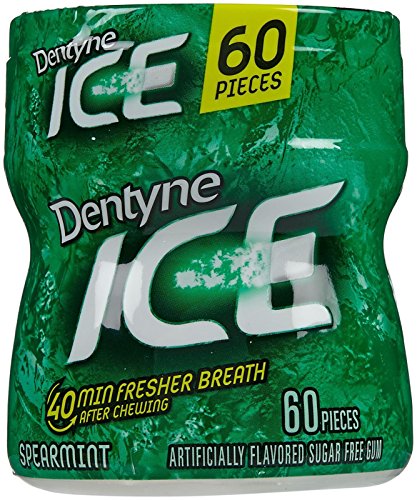 Dentyne
ICE
60
PIECES
Dentyne
ICE
40 MIN FRESHER BREATH
AFTER CHEWING
60 PIECES
SPEARMINT
ARTIFICIALLY FLAVORED SUGAR FREE GUM